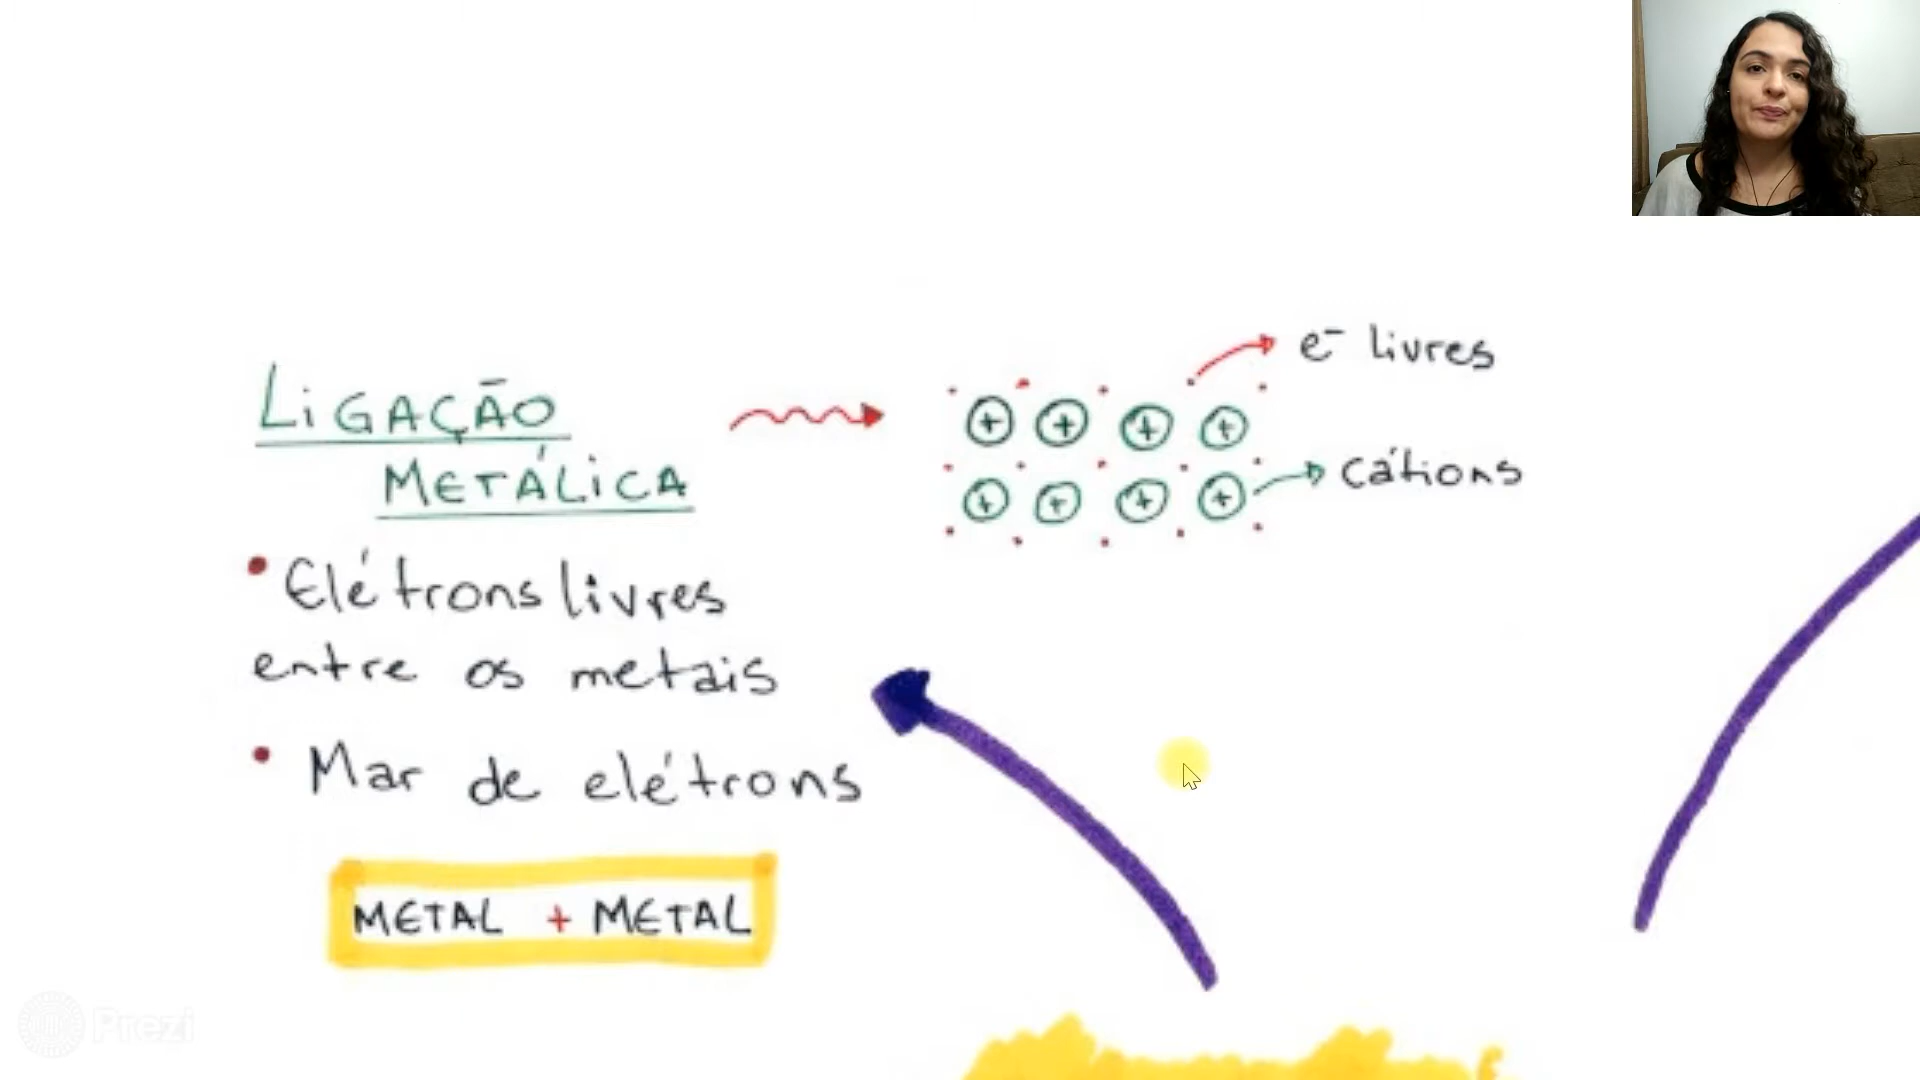 LiGAÇÃO
METÁLiCA
• Elétrons livres
entre os metais
• Mar de elétrons
METAL + METAL
e⁻ livres
cátions
+ + + +
+ + + +
Prezi